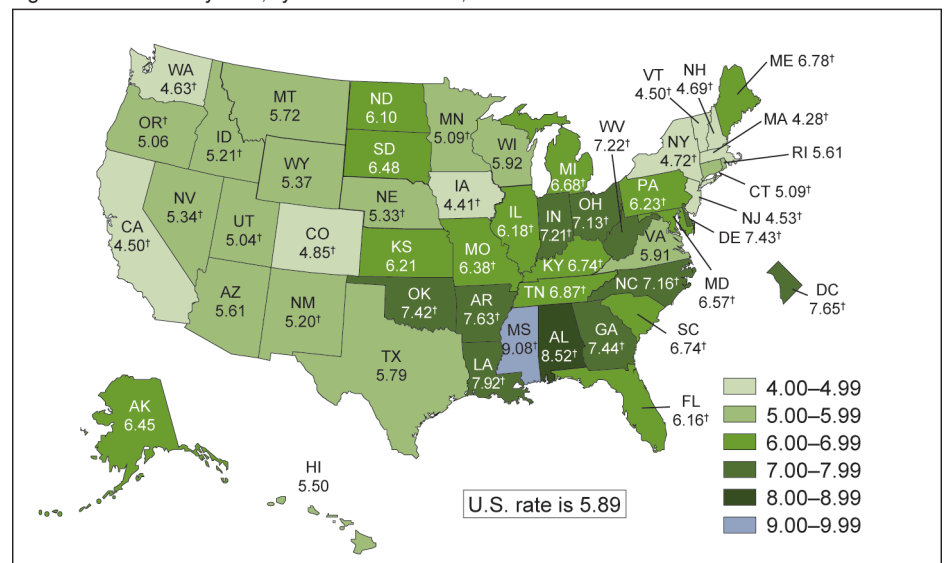 WA
4.63†
MT
5.72
ND
6.10
MN
5.09†
VT
4.50†
NH
4.69†
ME 6.78†
OR†
5.06
ID
5.21†
WY
5.37
SD
6.48
WI
5.92
MI
6.68†
WV
7.22†
NY
4.72†
MA 4.28†
RI 5.61
CT 5.09†
NJ 4.53†
DE 7.43†
NV
5.34†
UT
5.04†
CO
4.85†
NE
5.33†
IA
4.41†
IL
6.18†
IN
7.21†
OH
7.13†
PA
6.23†
VA
5.91
CA
4.50†
KS
6.21
MO
6.38†
KY 6.74†
MD
6.57†
DC
7.65†
AZ
5.61
NM
5.20†
OK
7.42†
AR
7.63†
TN 6.87†
NC 7.16†
SC
6.74†
TX
5.79
LA
7.92†
MS
9.08†
AL
8.52†
GA
7.44†
FL
6.16†
AK
6.45
HI
5.50
U.S. rate is 5.89
4.00–4.99
5.00–5.99
6.00–6.99
7.00–7.99
8.00–8.99
9.00–9.99